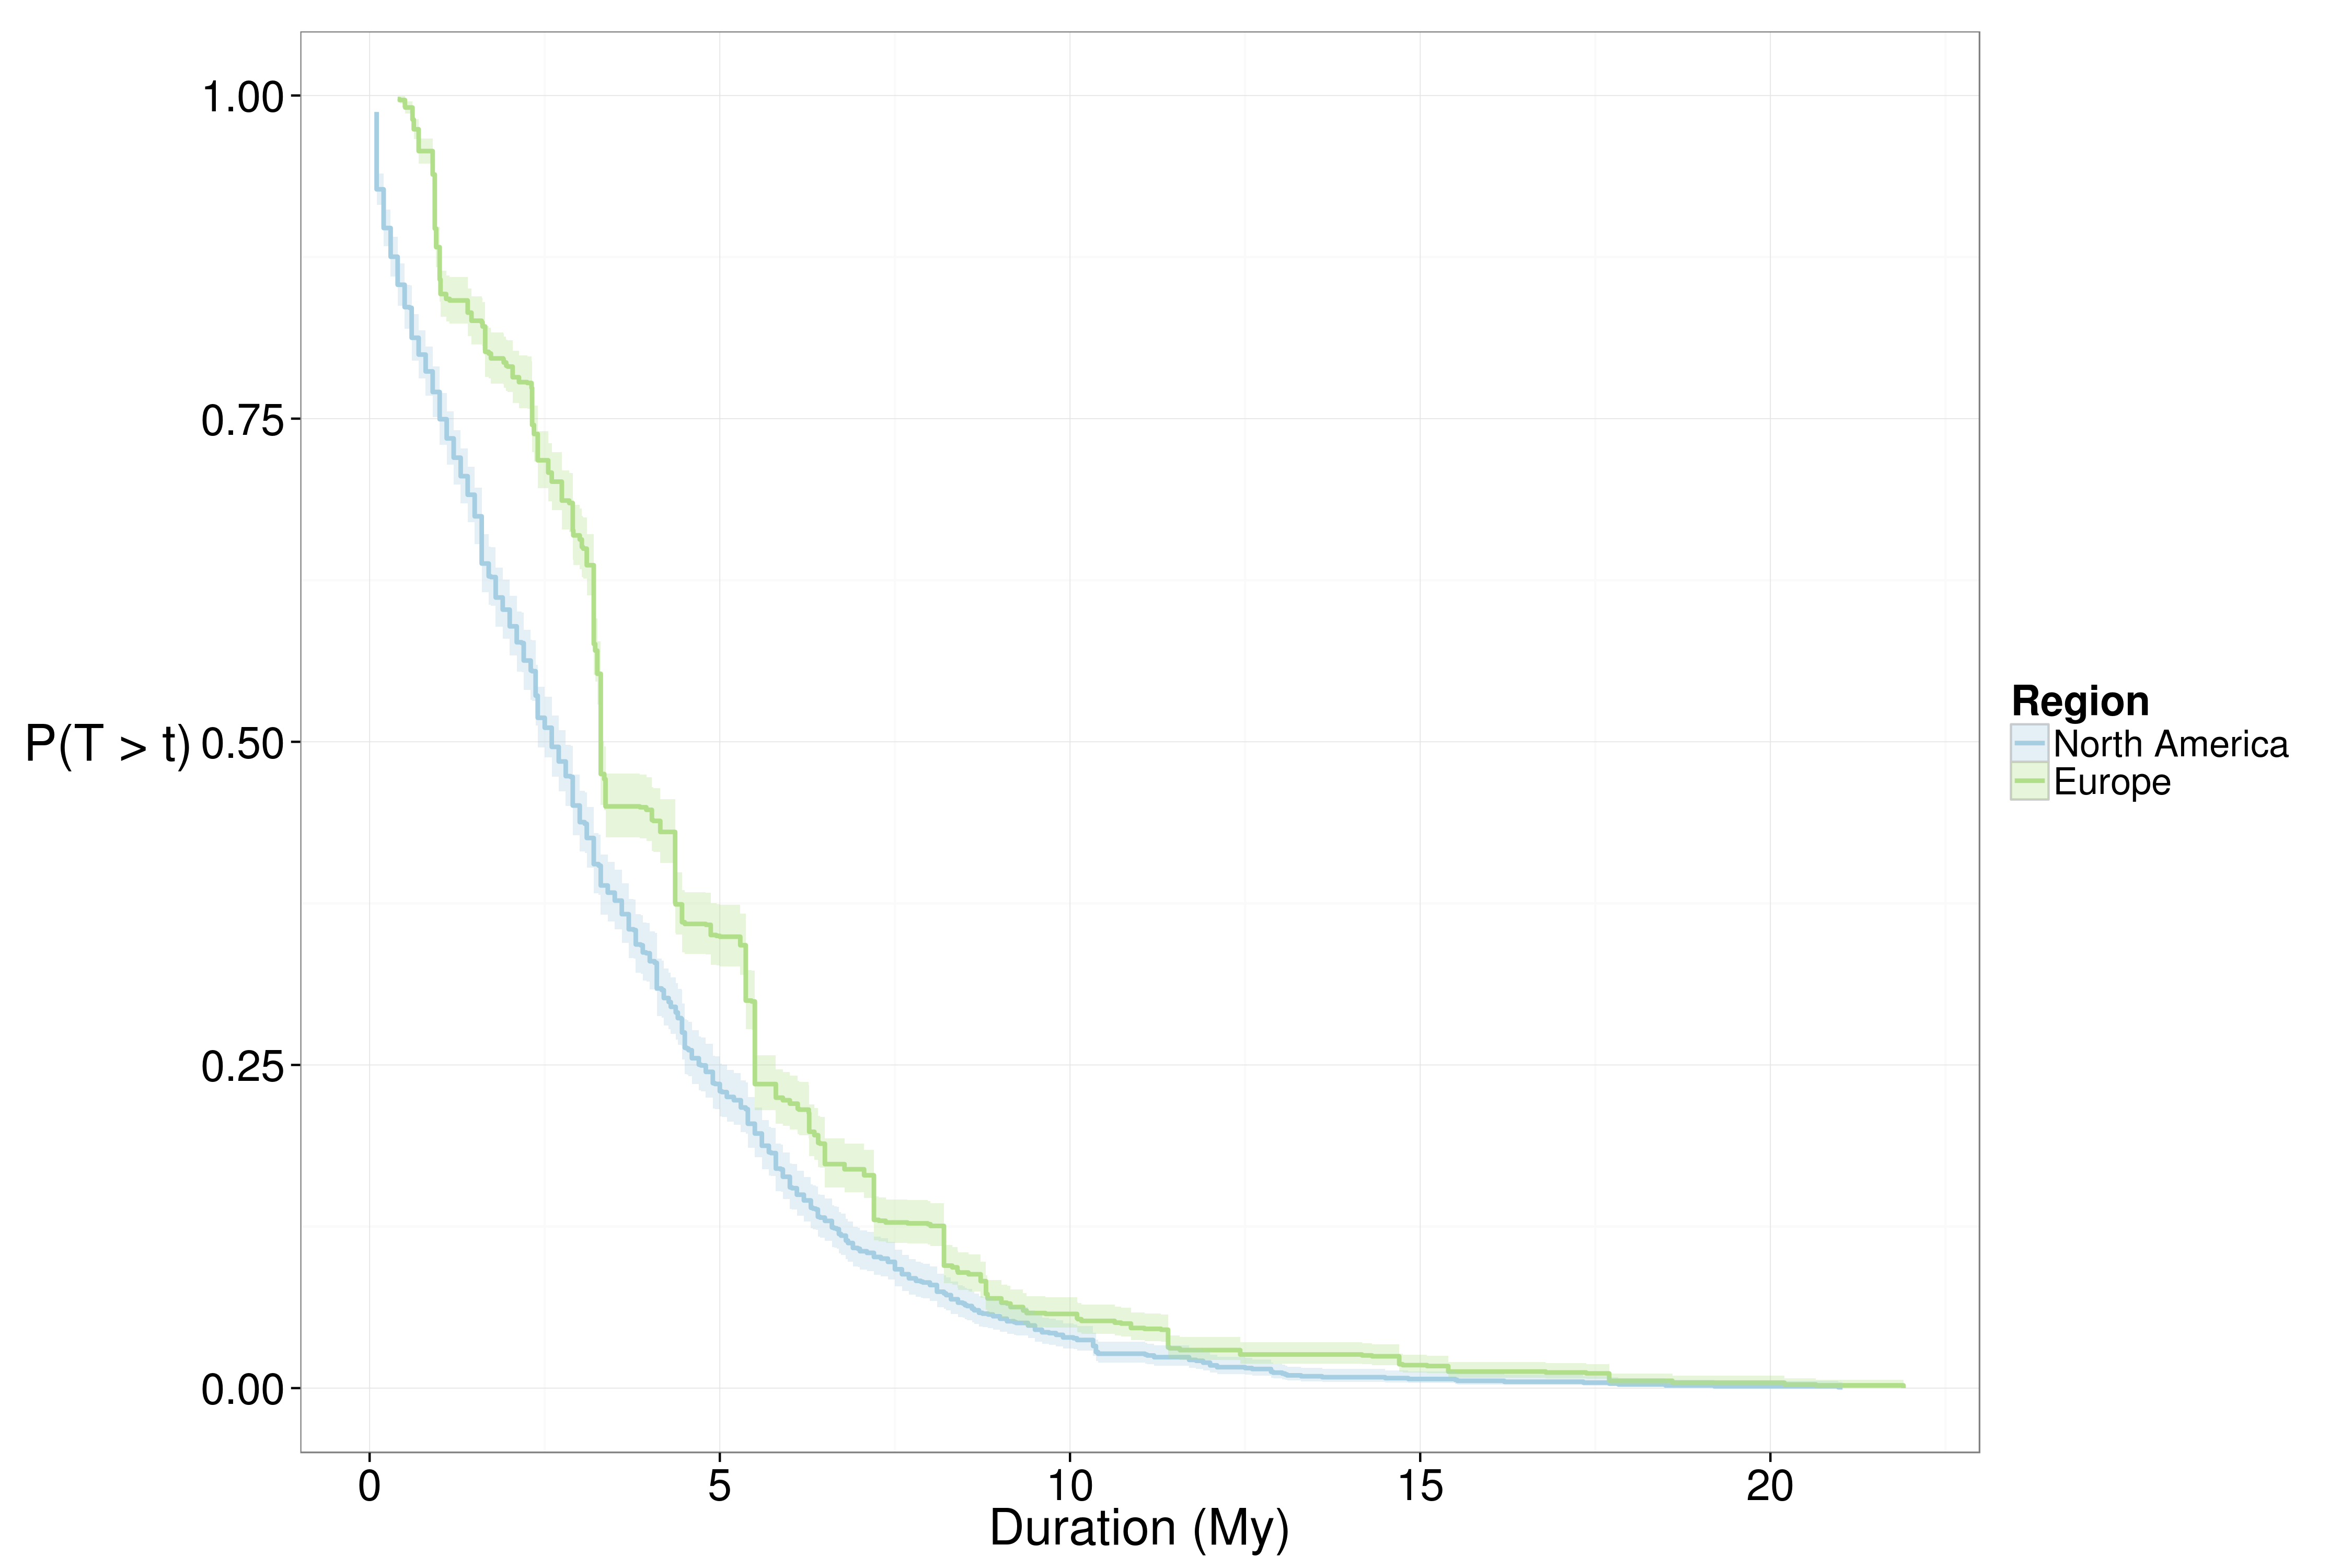 1.00
0.75
P(T > t) 0.50
0.25
0.00
0 5 10 15 20
Duration (My)
Region
North America
Europe